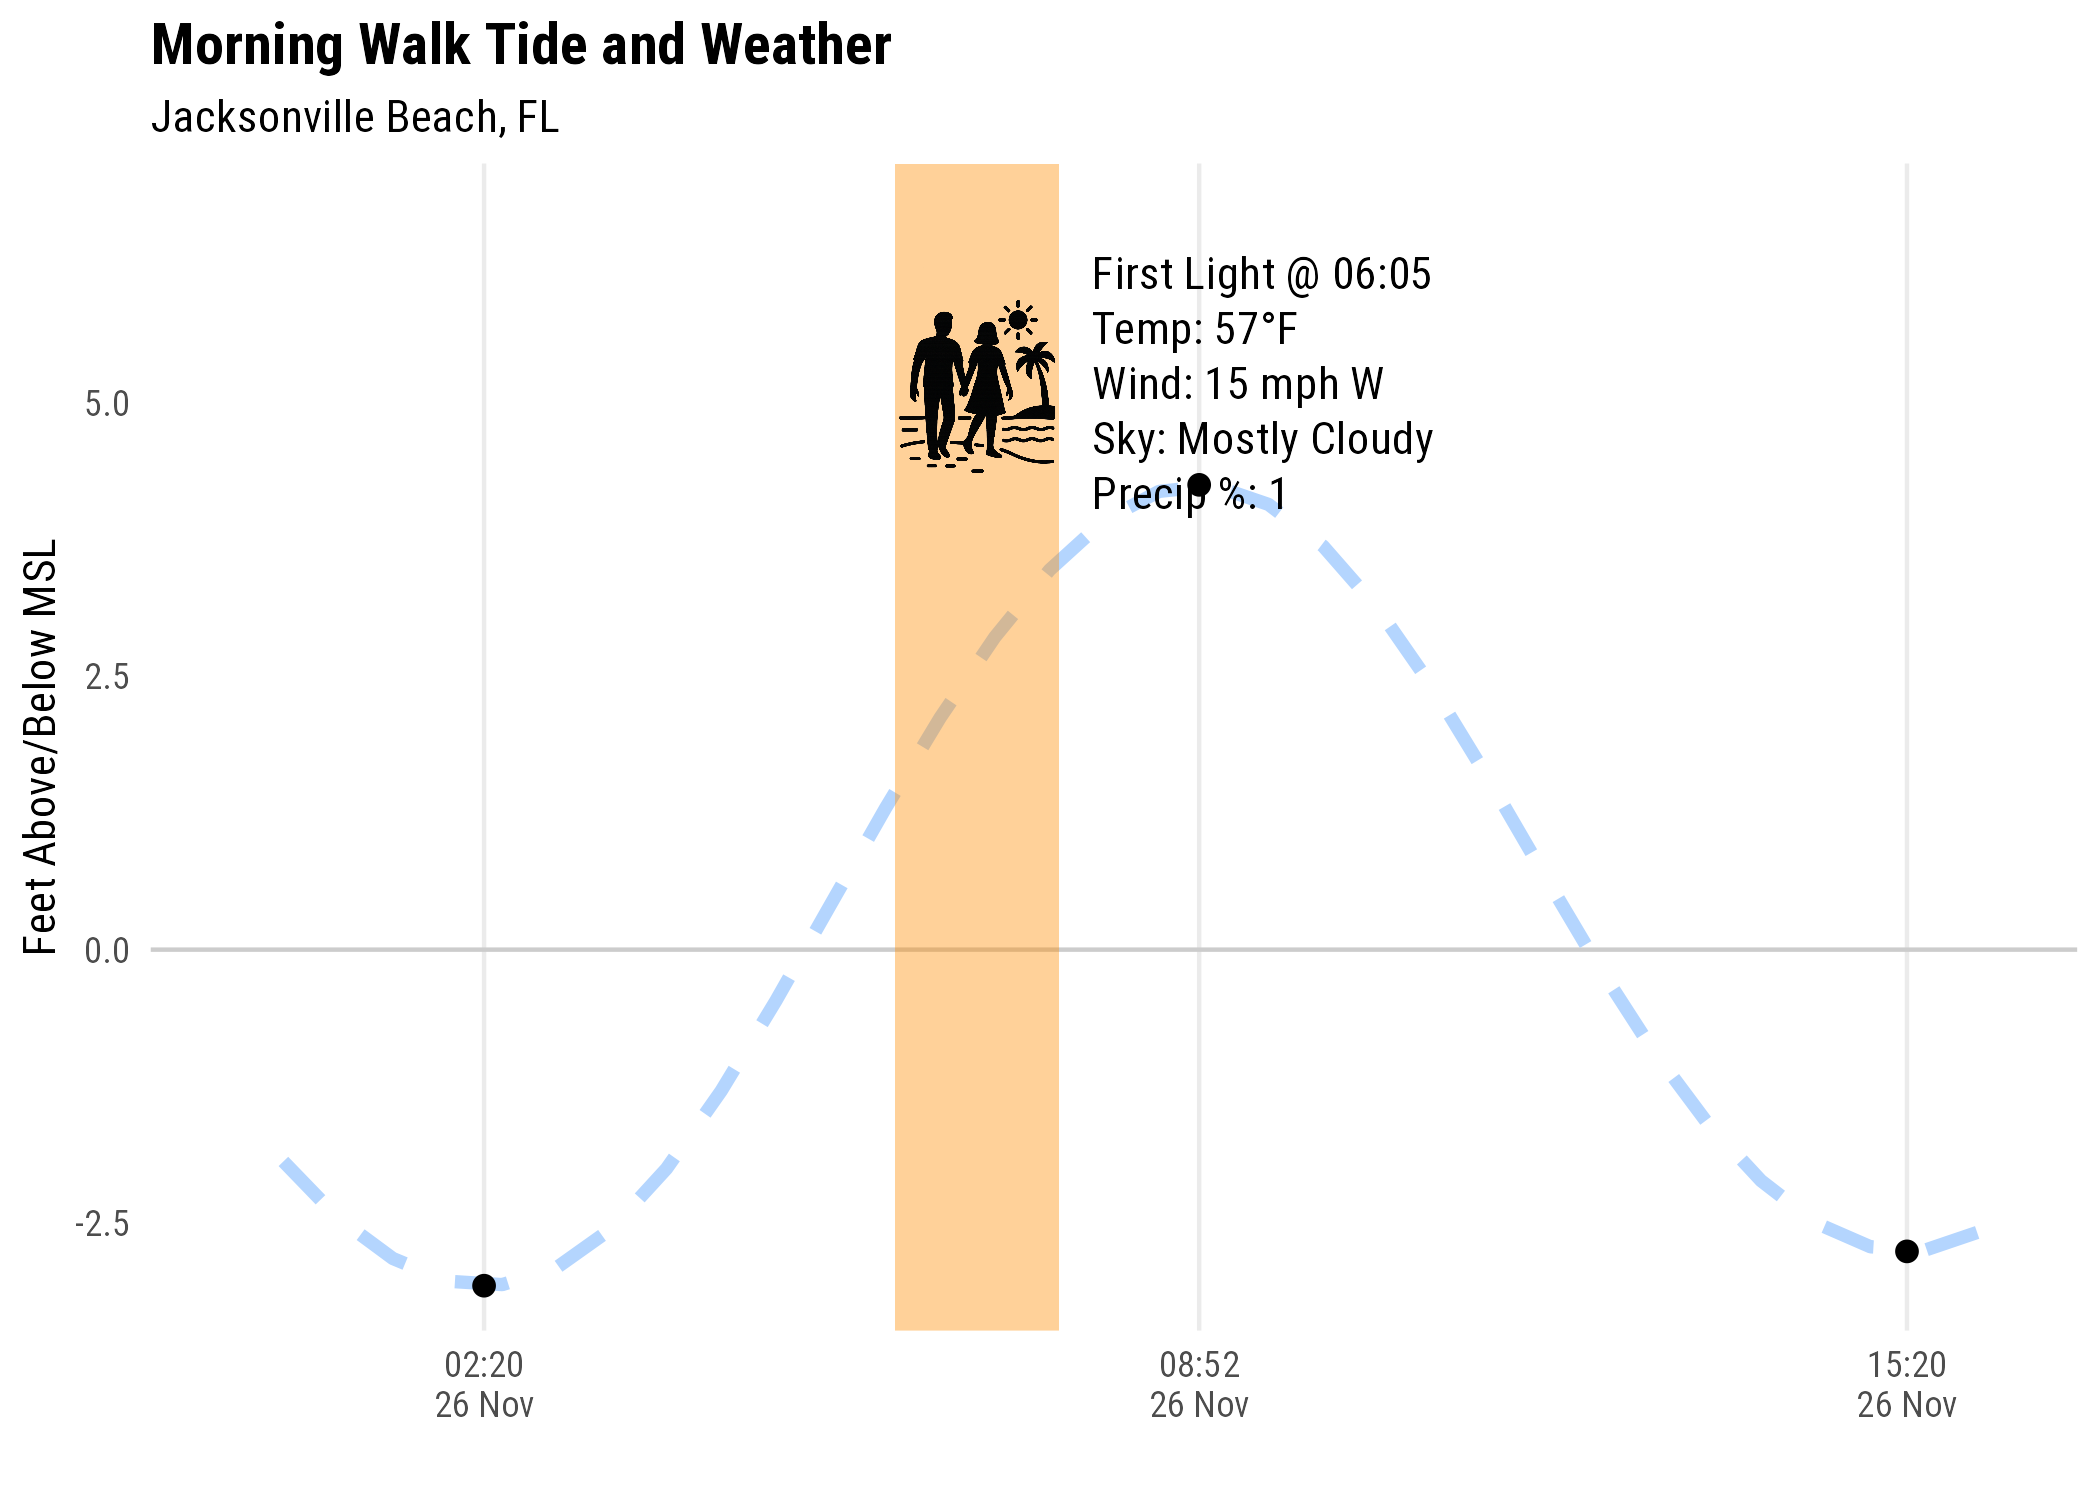 Morning Walk Tide and Weather
Jacksonville Beach, FL
First Light @ 06:05
Temp: 57°F
Wind: 15 mph W
Sky: Mostly Cloudy
Precip %: 1
Feet Above/Below MSL
5.0
2.5
0.0
-2.5
02:20
26 Nov
08:52
26 Nov
15:20
26 Nov